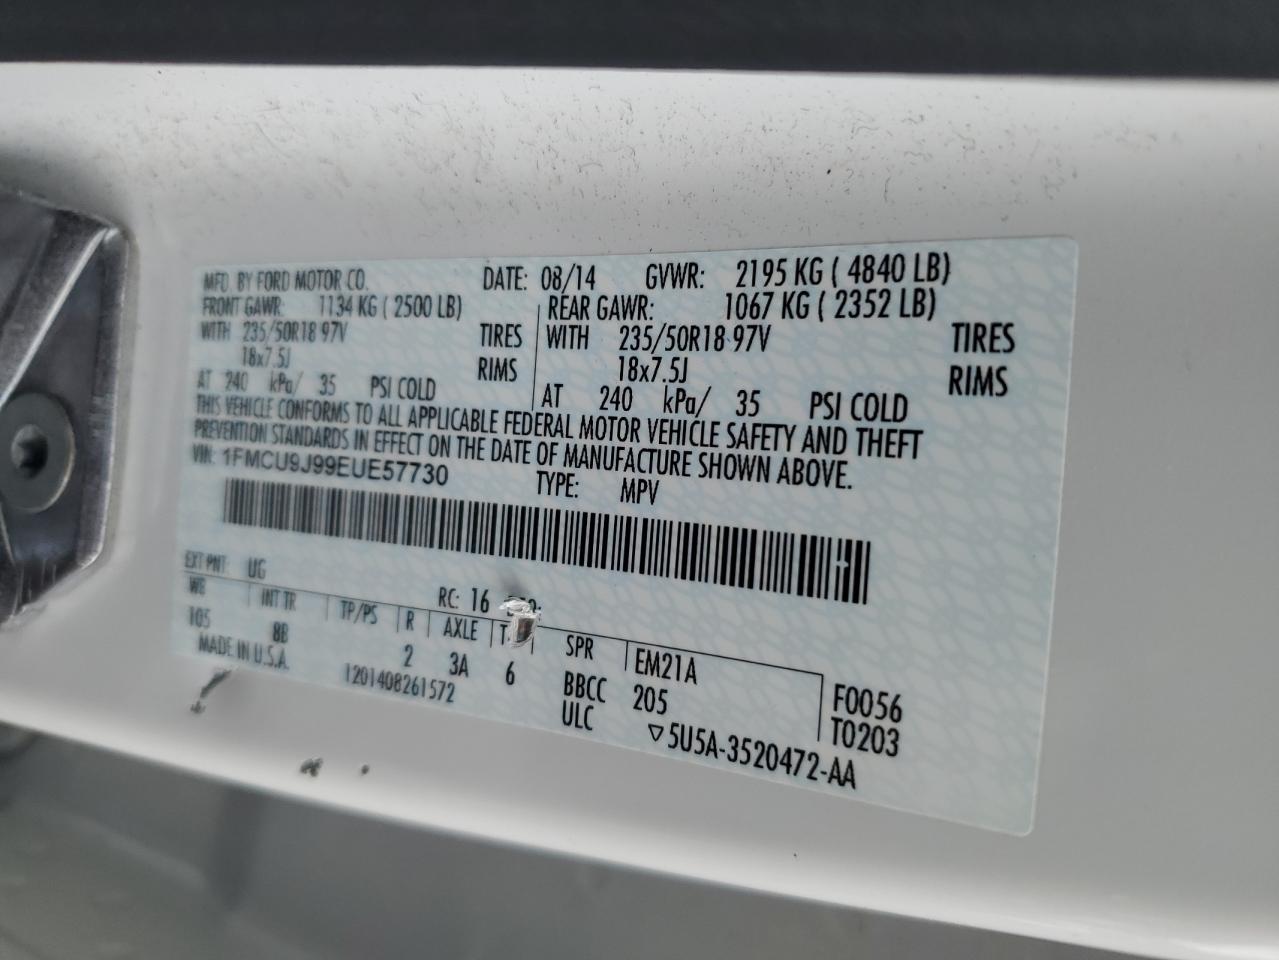 MFD. BY FORD MOTOR CO. DATE: 08/14 GVWR: 2195 KG ( 4840 LB)
FRONT GAWR: 1134 KG ( 2500 LB) REAR GAWR: 1067 KG ( 2352 LB)
WITH 235/50R18 97V TIRES WITH 235/50R18 97V TIRES
18x7.5J RIMS 18x7.5J RIMS
AT 240 kPa/ 35 PSI COLD AT 240 kPa/ 35 PSI COLD
THIS VEHICLE CONFORMS TO ALL APPLICABLE FEDERAL MOTOR VEHICLE SAFETY AND THEFT
PREVENTION STANDARDS IN EFFECT ON THE DATE OF MANUFACTURE SHOWN ABOVE.
VIN: 1FMCU9J99EUE57730 TYPE: MPV
EXT PNT: UG RC: 16
WB INT TR TP/PS R AXLE SPR EM21A F0056
105 8B 2 3A 6 BBCC 205 T0203
MADE IN U.S.A. 1201408261572 ULC ▽5U5A-3520472-AA